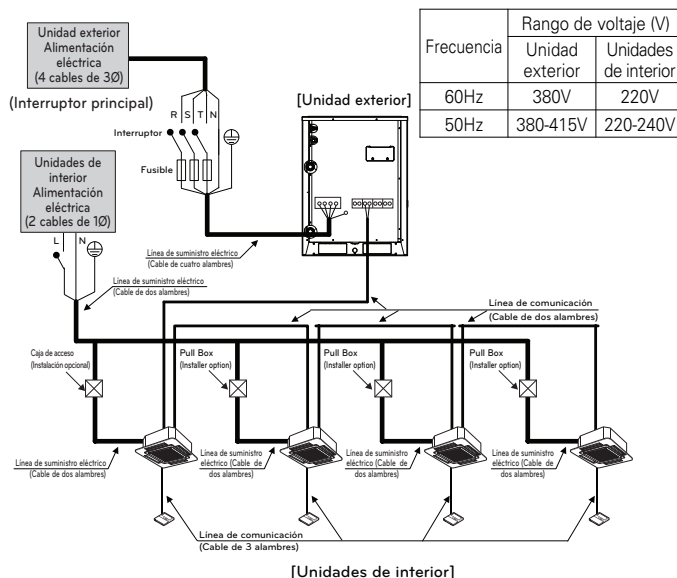 Unidad exterior
Alimentación
eléctrica
(4 cables de 3Ø)
(Interruptor principal)
R S T N
Interruptor
Fusible
[Unidad exterior]
Frecuencia
Rango de voltaje (V)
Unidad
exterior
Unidades
de interior
60Hz 380V 220V
50Hz 380-415V 220-240V
Unidades de
interior
Alimentación
eléctrica
(2 cables de 1Ø)
L N
Línea de suministro eléctrico
(Cable de cuatro alambres)
Línea de suministro eléctrico
(Cable de dos alambres)
Línea de comunicación
(Cable de dos alambres)
Caja de acceso
(Instalación opcional)
Pull Box
(Installer option)
Pull Box
(Installer option)
Pull Box
(Installer option)
Línea de suministro eléctrico
(Cable de dos alambres)
Línea de suministro
eléctrico (Cable de
dos alambres)
Línea de suministro
eléctrico (Cable de
dos alambres)
Línea de suministro
eléctrico (Cable de
dos alambres)
Línea de comunicación
(Cable de 3 alambres)
[Unidades de interior]